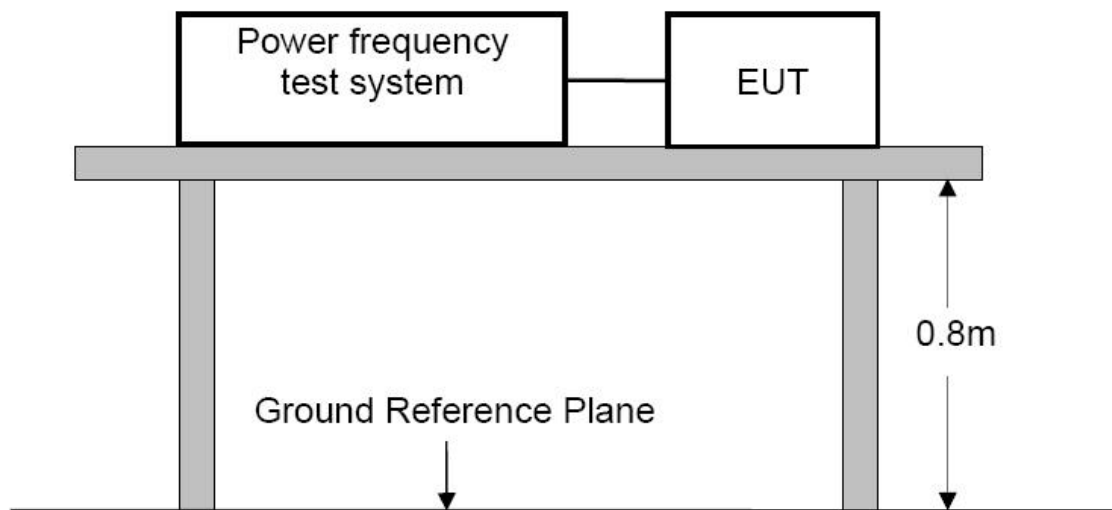 Power frequency
test system
EUT
0.8m
Ground Reference Plane